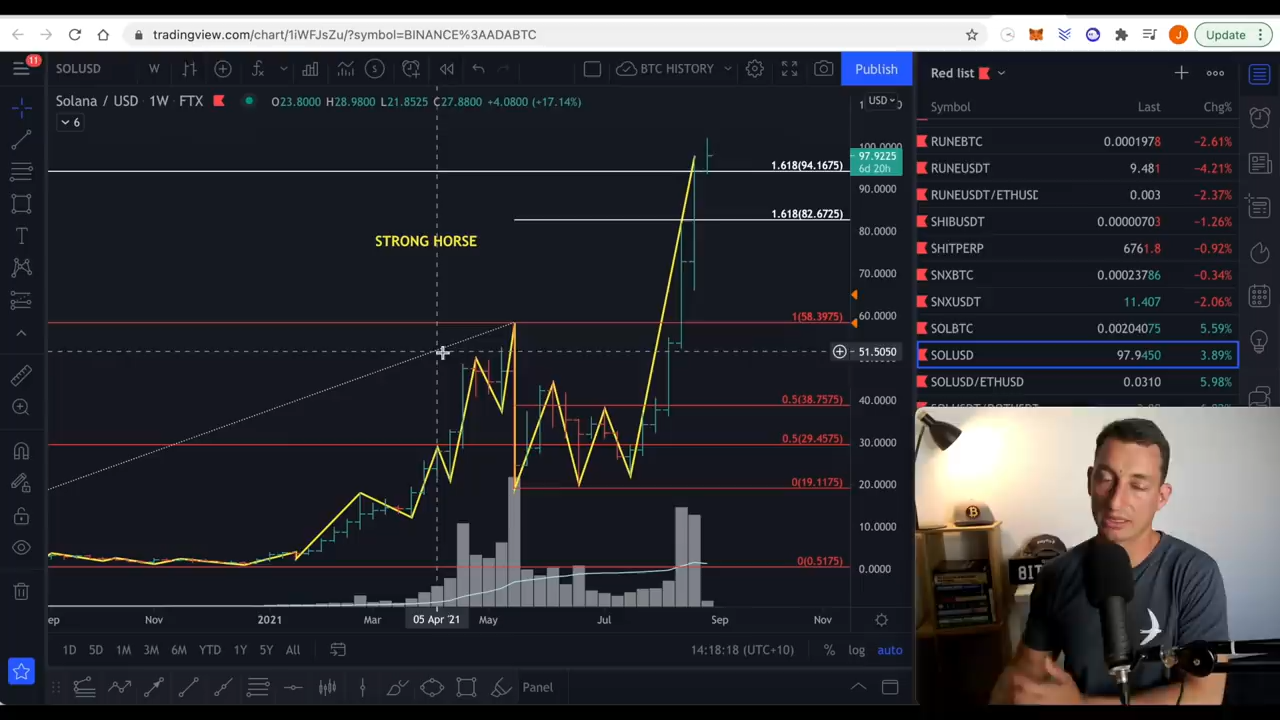 tradingview.com/chart/1iWFJsZu/?symbol=BINANCE%3AADABTC
J
Update
11
SOLUSD
W
BTC HISTORY
Publish
Red list
Solana / USD 1W FTX
O23.8000 H28.9800 L21.8525 C27.8800 +4.0800 (+17.14%)
USD
6
Symbol Last Chg%
RUNEBTC 0.0001978 −2.61%
RUNEUSDT 9.481 −4.21%
RUNEUSDT/ETHUSD 0.003 −2.37%
SHIBUSDT 0.00000703 −1.26%
SHITPERP 6761.8 −0.92%
SNXBTC 0.00023786 −0.34%
SNXUSDT 11.407 −2.06%
SOLBTC 0.00204075 5.59%
SOLUSD 97.9450 3.89%
SOLUSD/ETHUSD 0.0310 5.98%
100.0000
97.9225
6d 20h
1.618(94.1675)
90.0000
1.618(82.6725)
80.0000
STRONG HORSE
70.0000
1(58.3975)
60.0000
51.5050
0.5(38.7575)
40.0000
0.5(29.4575)
30.0000
0(19.1175)
20.0000
10.0000
0(0.5175)
0.0000
ep Nov 2021 Mar 05 Apr '21 May Jul Sep Nov
1D 5D 1M 3M 6M YTD 1Y 5Y All
14:18:18 (UTC+10)
% log auto
Panel
B
8IT